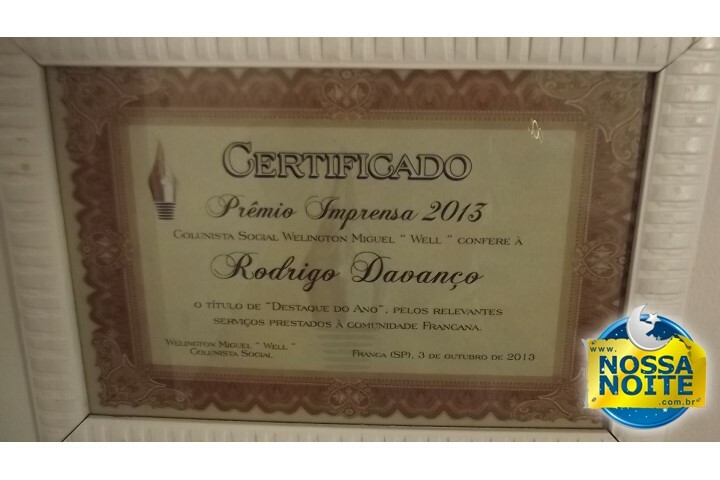 CERTIFICADO
Prêmio Imprensa 2013
COLUNISTA SOCIAL WELINGTON MIGUEL " WELL " CONFERE À
Rodrigo Davanço
O TÍTULO DE "DESTAQUE DO ANO", PELOS RELEVANTES
SERVIÇOS PRESTADOS À COMUNIDADE FRANCANA.
WELINGTON MIGUEL " WELL "
COLUNISTA SOCIAL
FRANCA (SP), 3 DE OUTUBRO DE 2013
www.
NOSSA
NOITE
.com.br